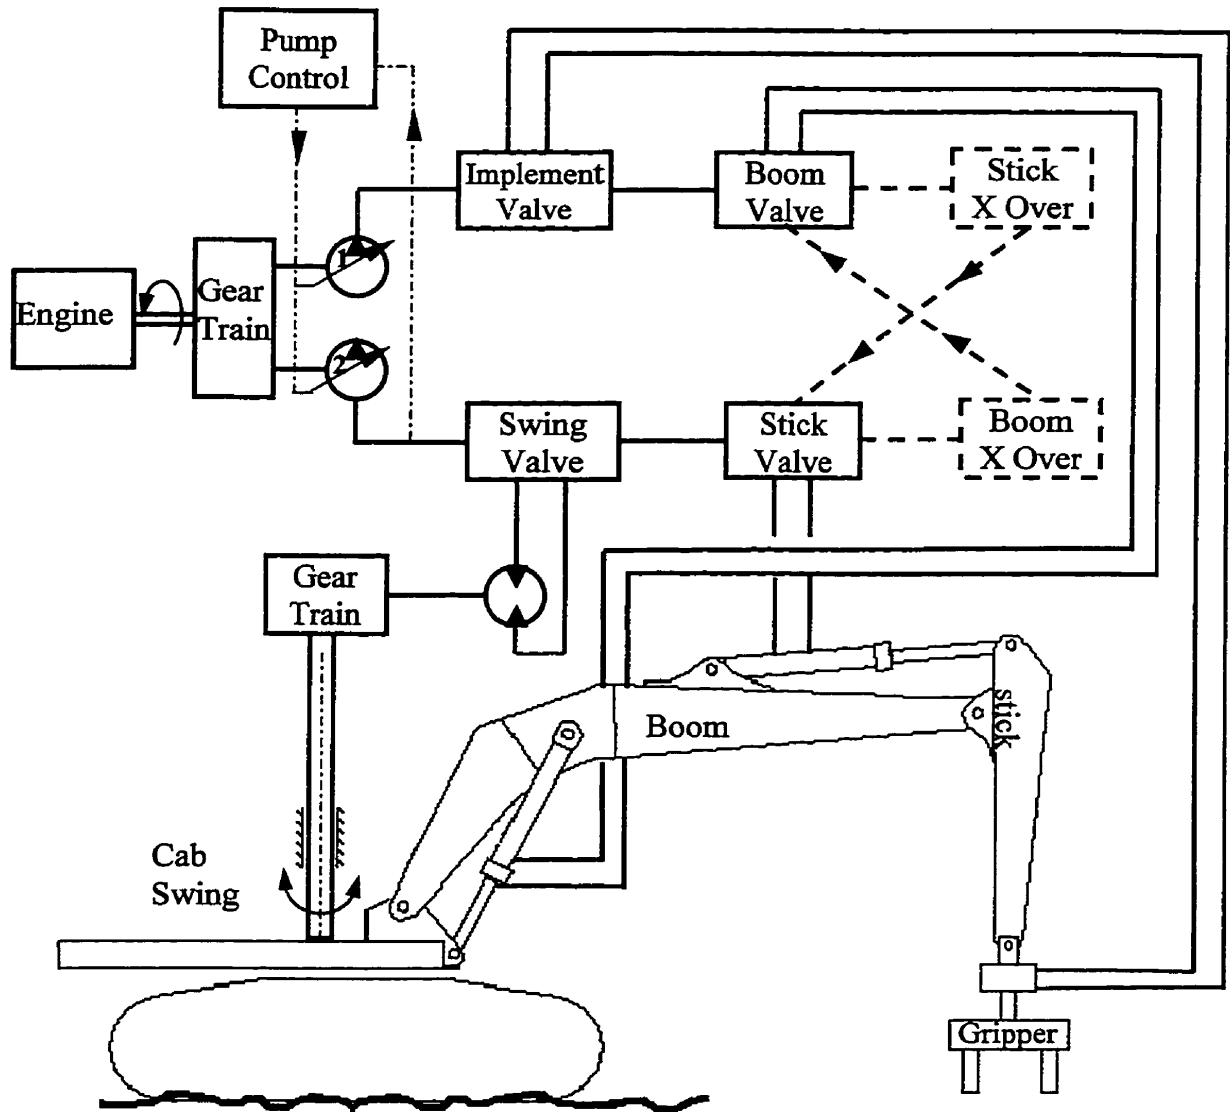 Pump
Control
Implement
Valve
Boom
Valve
Stick
X Over
1
Engine
Gear
Train
2
Swing
Valve
Stick
Valve
Boom
X Over
Gear
Train
Boom
stick
Cab
Swing
Gripper